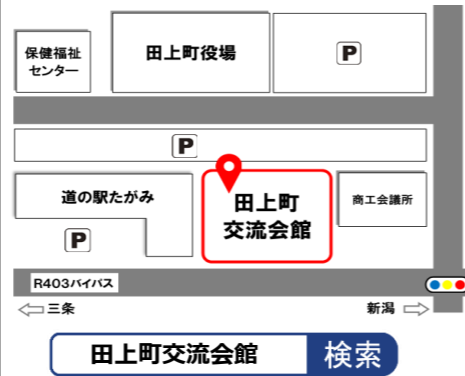 保健福祉
センター
田上町役場
P
P
道の駅たがみ
P
田上町
交流会館
商工会議所
R403バイパス
三条
新潟
田上町交流会館
検索